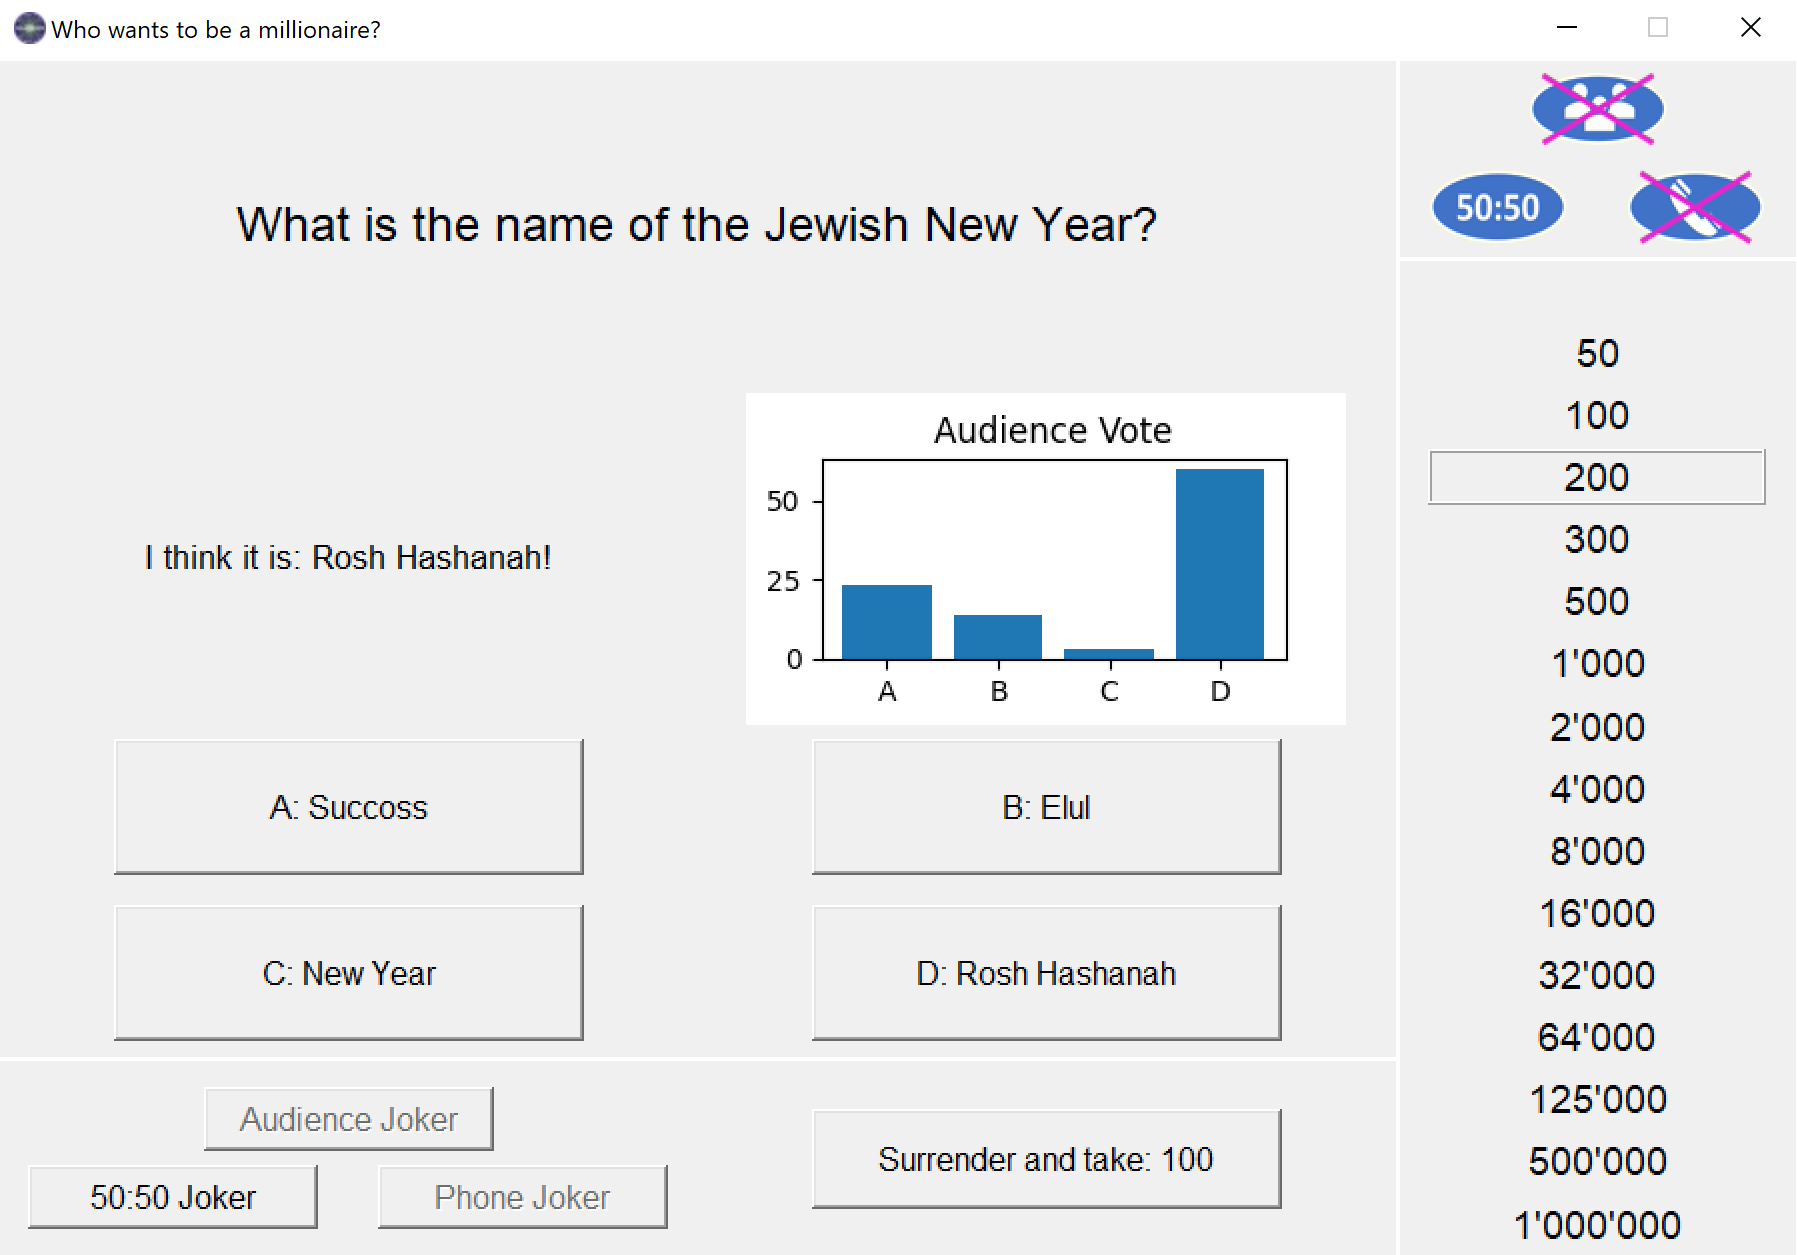 Who wants to be a millionaire?
What is the name of the Jewish New Year?
I think it is: Rosh Hashanah!
Audience Vote
50
25
0
A B C D
A: Succoss
B: Elul
C: New Year
D: Rosh Hashanah
Audience Joker
50:50 Joker
Phone Joker
Surrender and take: 100
50:50
50
100
200
300
500
1'000
2'000
4'000
8'000
16'000
32'000
64'000
125'000
500'000
1'000'000